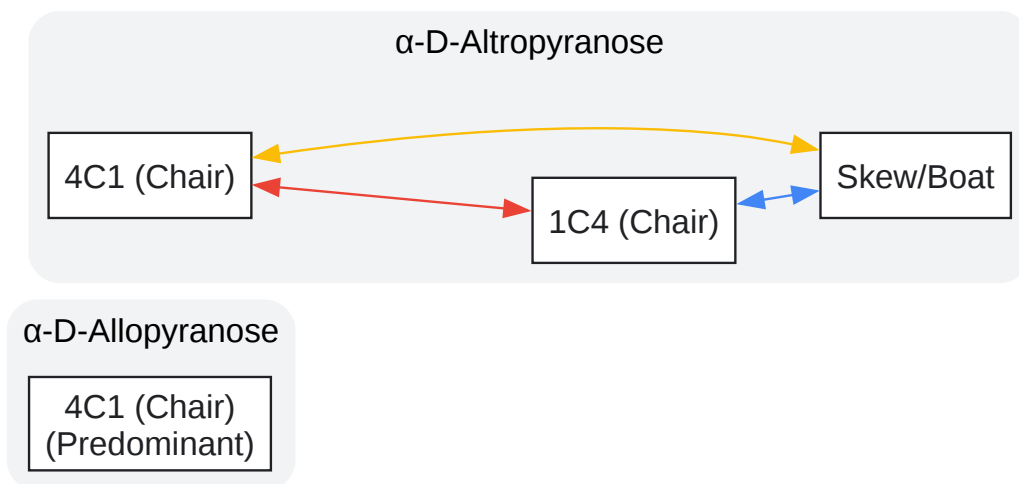 α-D-Altropyranose
4C1 (Chair)
1C4 (Chair)
Skew/Boat
α-D-Allopyranose
4C1 (Chair)
(Predominant)